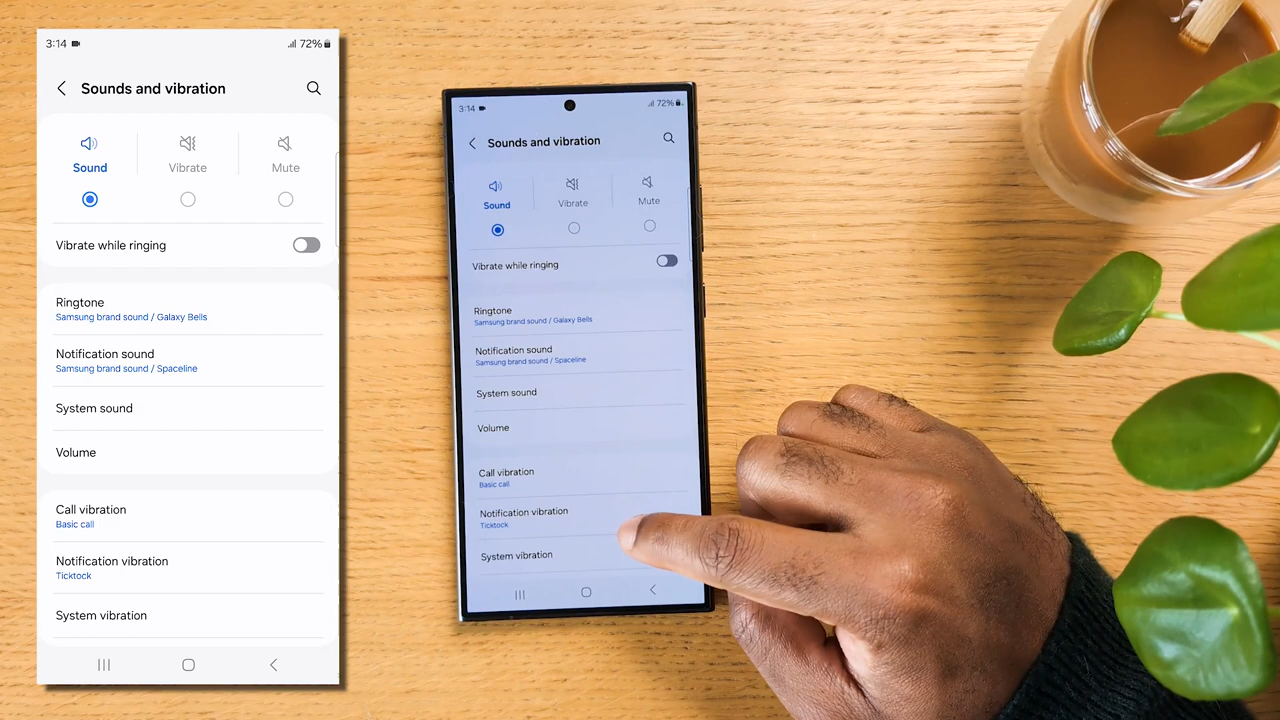 3:14
72%
Sounds and vibration
Sound
Vibrate
Mute
Vibrate while ringing
Ringtone
Samsung brand sound / Galaxy Bells
Notification sound
Samsung brand sound / Spaceline
System sound
Volume
Call vibration
Basic call
Notification vibration
Ticktock
System vibration
3:14
72%
Sounds and vibration
Sound
Vibrate
Mute
Vibrate while ringing
Ringtone
Samsung brand sound / Galaxy Bells
Notification sound
Samsung brand sound / Spaceline
System sound
Volume
Call vibration
Basic call
Notification vibration
Ticktock
System vibration